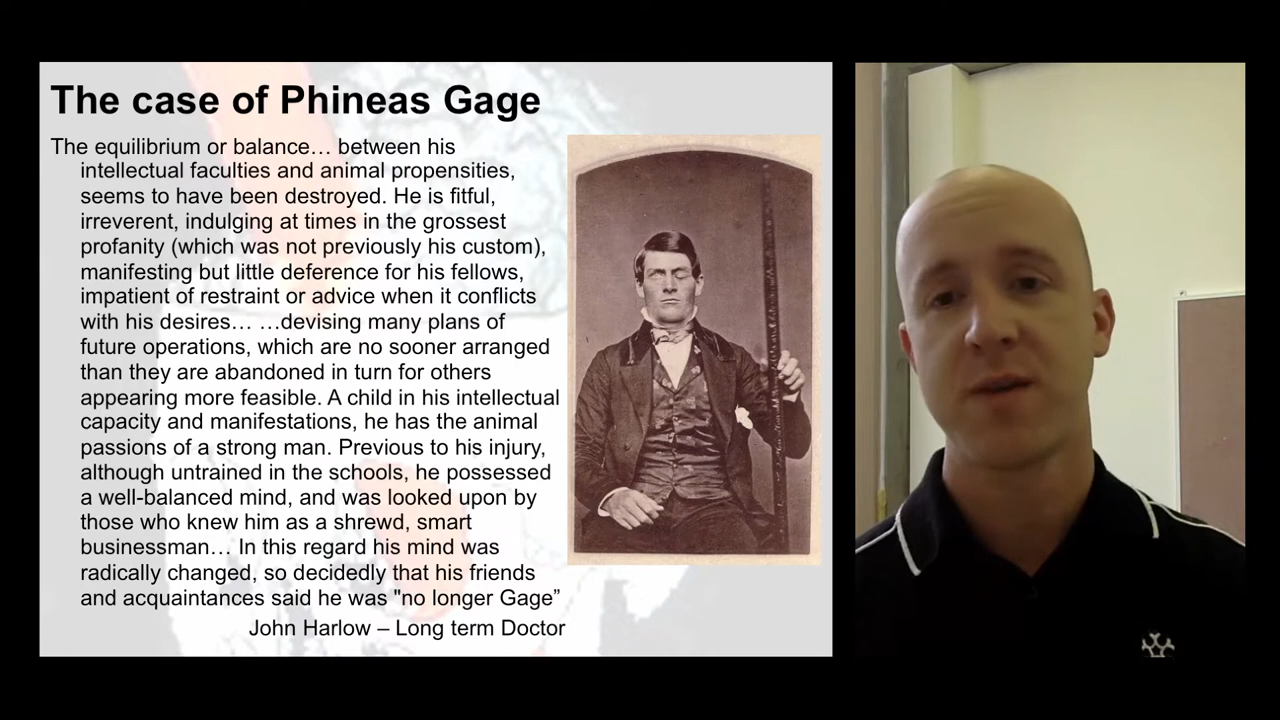 The case of Phineas Gage
The equilibrium or balance… between his
intellectual faculties and animal propensities,
seems to have been destroyed. He is fitful,
irreverent, indulging at times in the grossest
profanity (which was not previously his custom),
manifesting but little deference for his fellows,
impatient of restraint or advice when it conflicts
with his desires… …devising many plans of
future operations, which are no sooner arranged
than they are abandoned in turn for others
appearing more feasible. A child in his intellectual
capacity and manifestations, he has the animal
passions of a strong man. Previous to his injury,
although untrained in the schools, he possessed
a well-balanced mind, and was looked upon by
those who knew him as a shrewd, smart
businessman… In this regard his mind was
radically changed, so decidedly that his friends
and acquaintances said he was "no longer Gage”
John Harlow – Long term Doctor